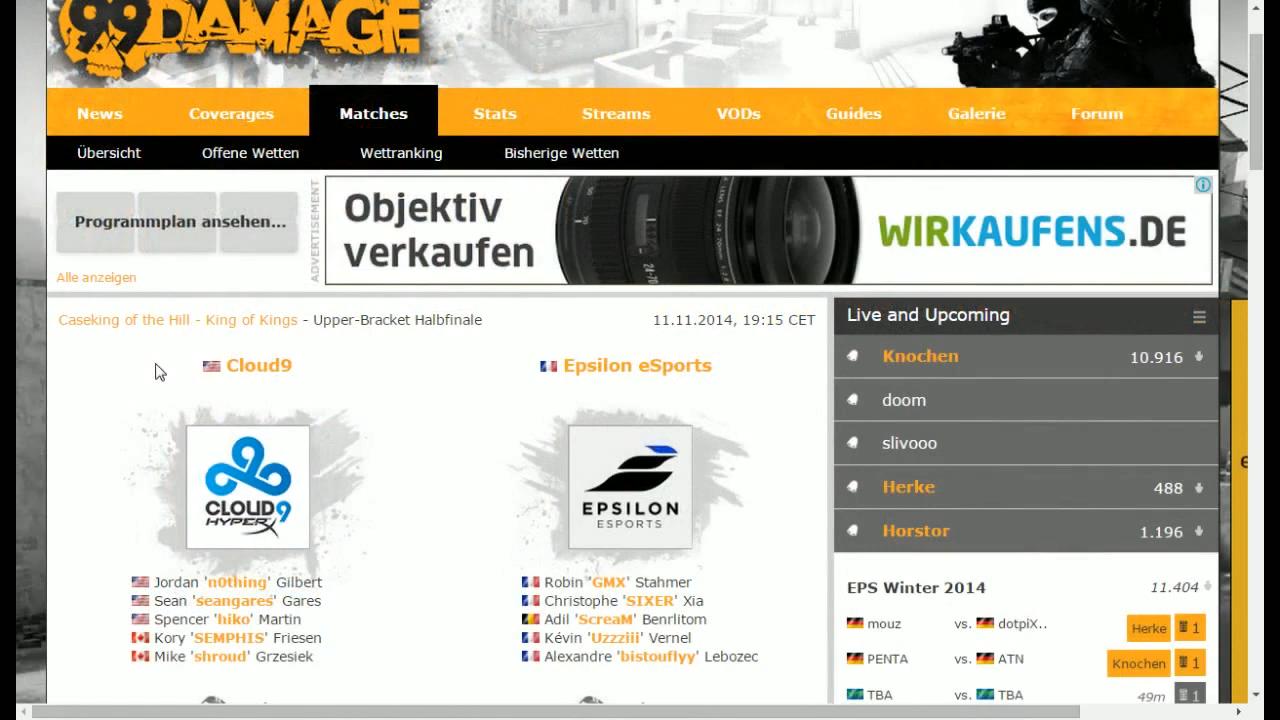 99DAMAGE
News Coverages Matches Stats Streams VODs Guides Galerie Forum
Übersicht Offene Wetten Wettranking Bisherige Wetten
Programmplan ansehen...
Alle anzeigen
ADVERTISEMENT
Objektiv
verkaufen
WIRKAUFENS.DE
Caseking of the Hill - King of Kings - Upper-Bracket Halbfinale 11.11.2014, 19:15 CET
Cloud9 Epsilon eSports
CLOUD9
HYPERX
EPSILON
ESPORTS
Jordan 'n0thing' Gilbert
Sean 'seangares' Gares
Spencer 'hiko' Martin
Kory 'SEMPHIS' Friesen
Mike 'shroud' Grzesiek
Robin 'GMX' Stahmer
Christophe 'SIXER' Xia
Adil 'ScreaM' Benrlitom
Kévin 'Uzzziii' Vernel
Alexandre 'bistouflyy' Lebozec
Live and Upcoming
Knochen 10.916
doom
slivooo
Herke 488
Horstor 1.196
EPS Winter 2014 11.404
mouz vs. dotpiX.. Herke 1
PENTA vs. ATN Knochen 1
TBA vs. TBA 49m 1